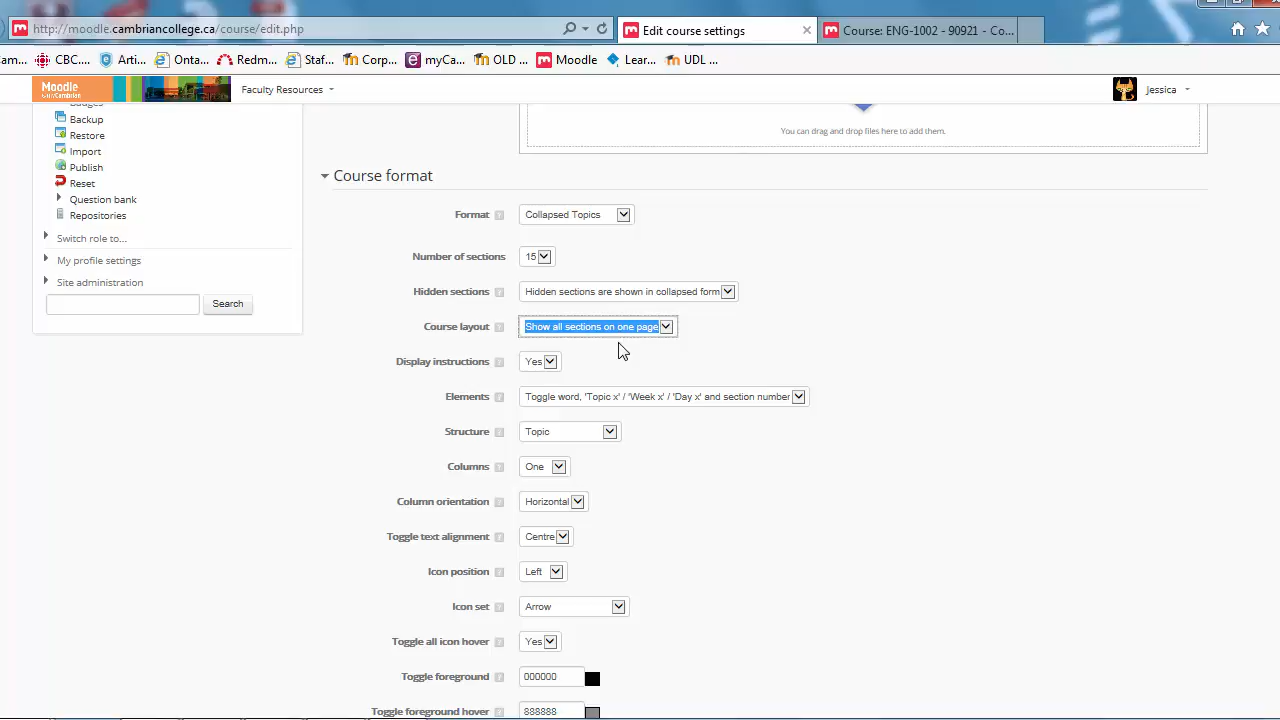 http://moodle.cambriancollege.ca/course/edit.php
Edit course settings
Course: ENG-1002 - 90921 - Co...
Cam...
CBC...
Arti...
Onta...
Redm...
Staf...
Corp...
myCa...
OLD ...
Moodle
Lear...
UDL ...
Moodle
Faculty Resources
Jessica
Badges
Backup
Restore
Import
Publish
Reset
Question bank
Repositories
Switch role to...
My profile settings
Site administration
Search
You can drag and drop files here to add them.
Course format
Format Collapsed Topics
Number of sections 15
Hidden sections Hidden sections are shown in collapsed form
Course layout Show all sections on one page
Display instructions Yes
Elements Toggle word, 'Topic x' / 'Week x' / 'Day x' and section number
Structure Topic
Columns One
Column orientation Horizontal
Toggle text alignment Centre
Icon position Left
Icon set Arrow
Toggle all icon hover Yes
Toggle foreground 000000
Toggle foreground hover 888888